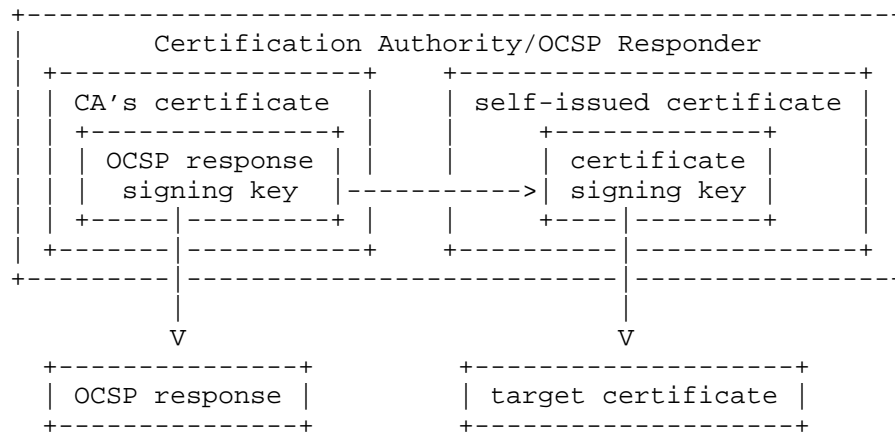 Certification Authority/OCSP Responder
CA's certificate self-issued certificate
OCSP response certificate
signing key signing key
V V
OCSP response target certificate